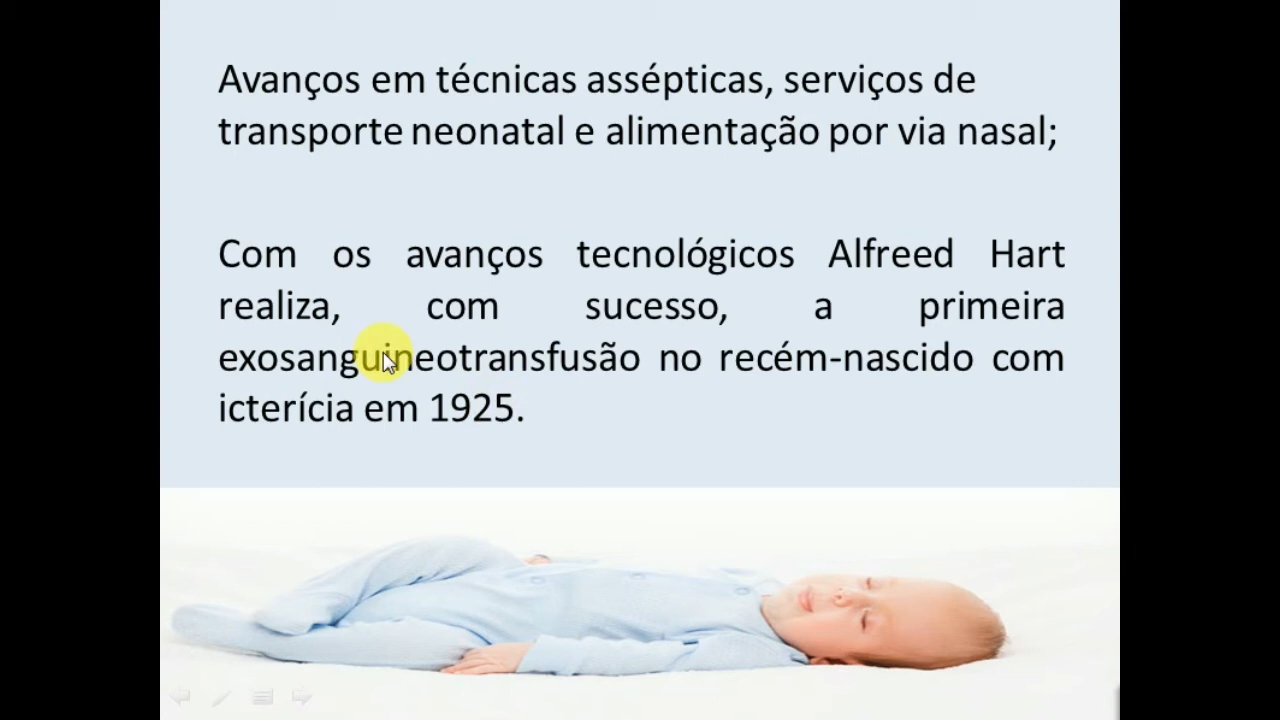 Avanços em técnicas assépticas, serviços de
transporte neonatal e alimentação por via nasal;
Com os avanços tecnológicos Alfreed Hart
realiza, com sucesso, a primeira
exosanguineotransfusão no recém-nascido com
icterícia em 1925.